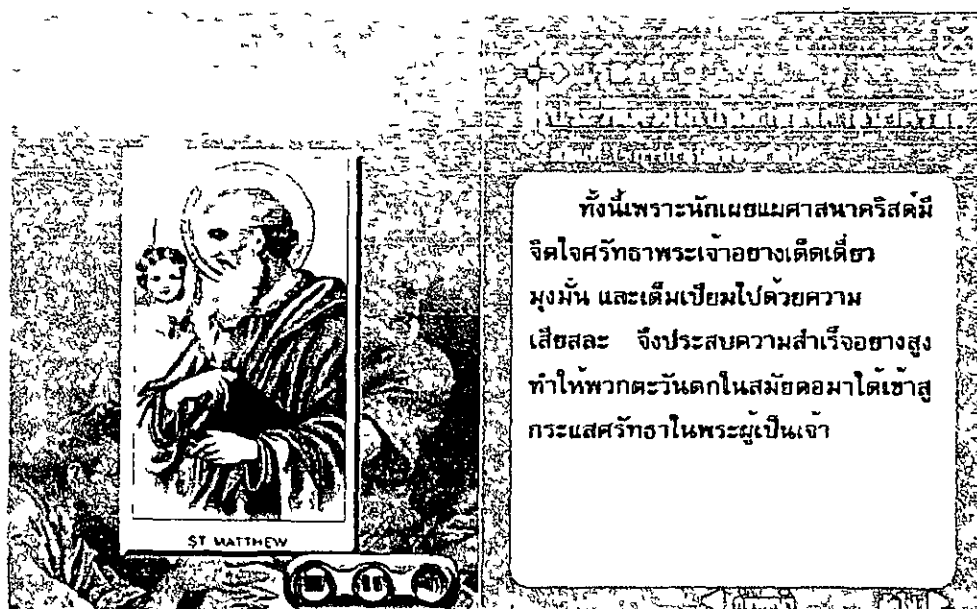 ทั้งนี้เพราะนักเผยแผ่ศาสนาคริสต์มี
จิตใจศรัทธาพระเจ้าอย่างเด็ดเดี่ยว
มุ่งมั่น และเต็มเปี่ยมไปด้วยความ
เสียสละ จึงประสบความสำเร็จอย่างสูง
ทำให้พวกตะวันตกในสมัยต่อมาได้เข้าสู่
กระแสศรัทธาในพระผู้เป็นเจ้า
ST MATTHEW